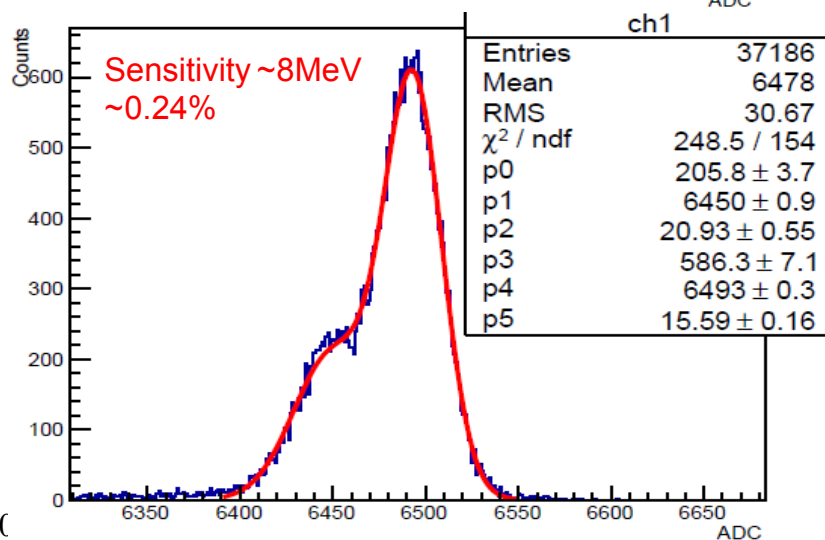 ADC
ch1
Entries 37186
Mean 6478
RMS 30.67
χ² / ndf 248.5 / 154
p0 205.8 ± 3.7
p1 6450 ± 0.9
p2 20.93 ± 0.55
p3 586.3 ± 7.1
p4 6493 ± 0.3
p5 15.59 ± 0.16
Sensitivity ~8MeV
~0.24%
Counts
600
500
400
300
200
100
0
6350 6400 6450 6500 6550 6600 6650
ADC